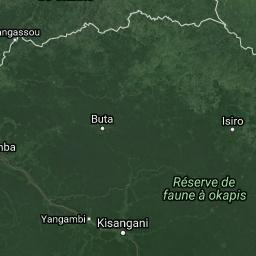 angassou
Buta
Isiro
nba
Réserve de
faune à okapis
Yangambi
Kisangani